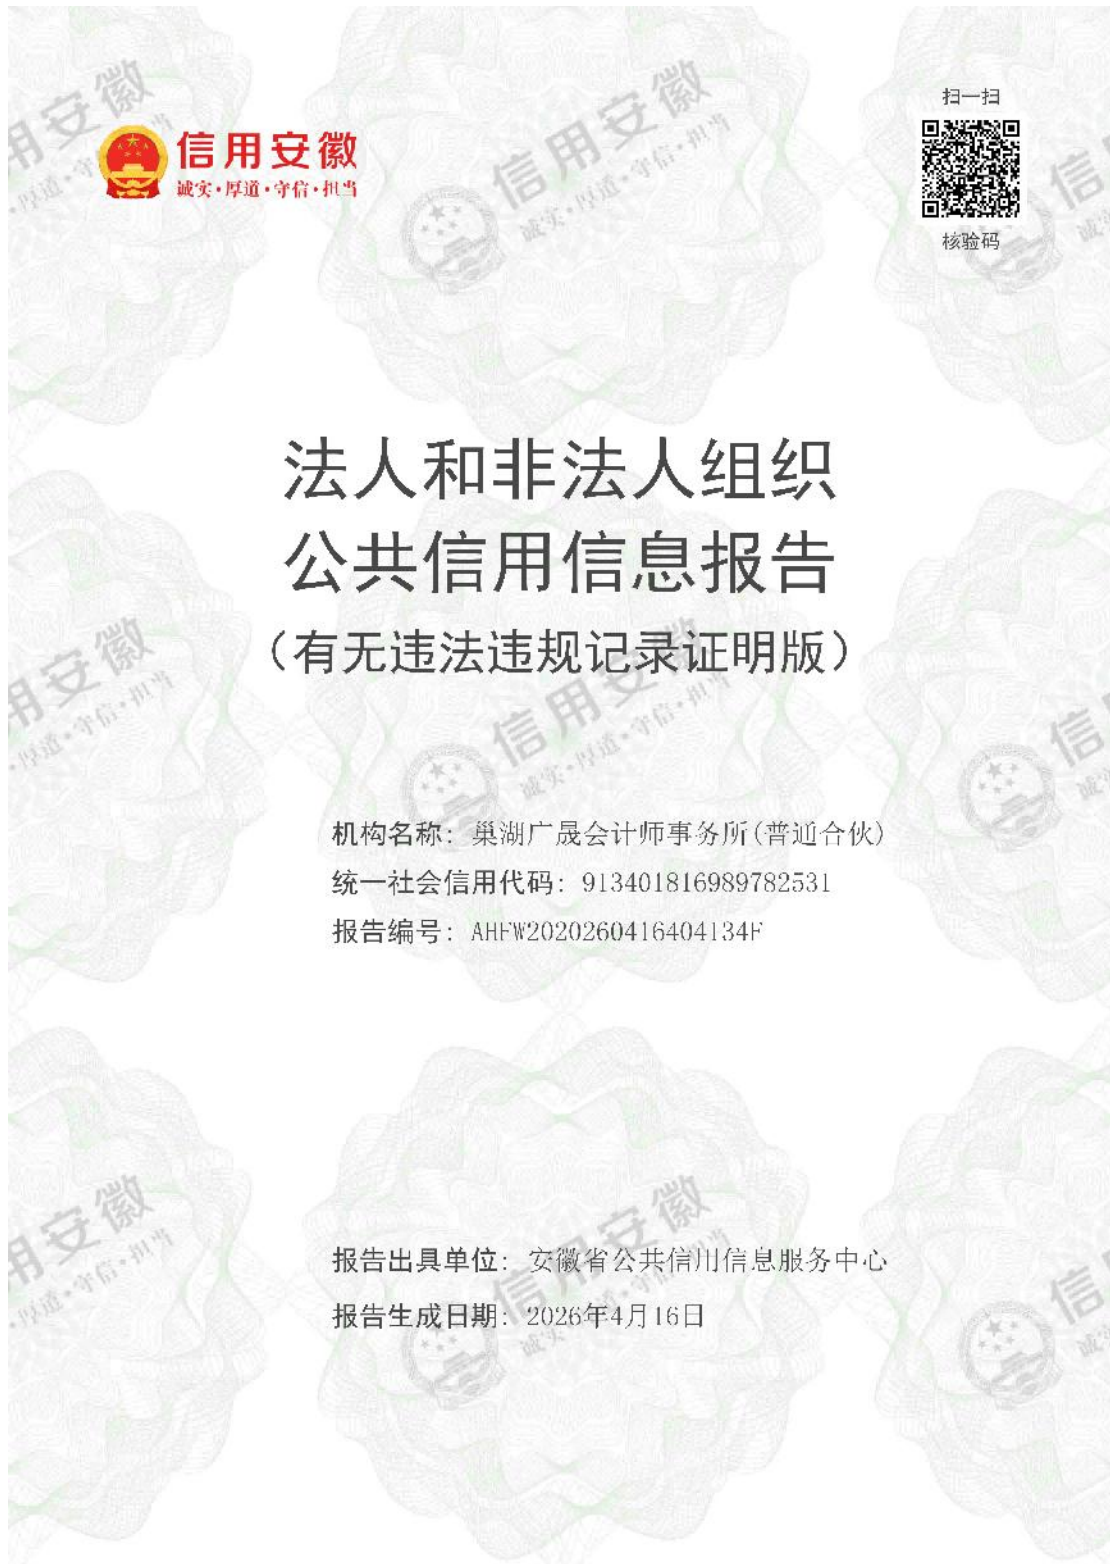 扫一扫
信用安徽
诚实·厚道·守信·担当
核验码
法人和非法人组织
公共信用信息报告
（有无违法违规记录证明版）
机构名称：巢湖广晟会计师事务所(普通合伙)
统一社会信用代码：913401816989782531
报告编号：AHFW2020260416404134F
报告出具单位：安徽省公共信用信息服务中心
报告生成日期：2026年4月16日